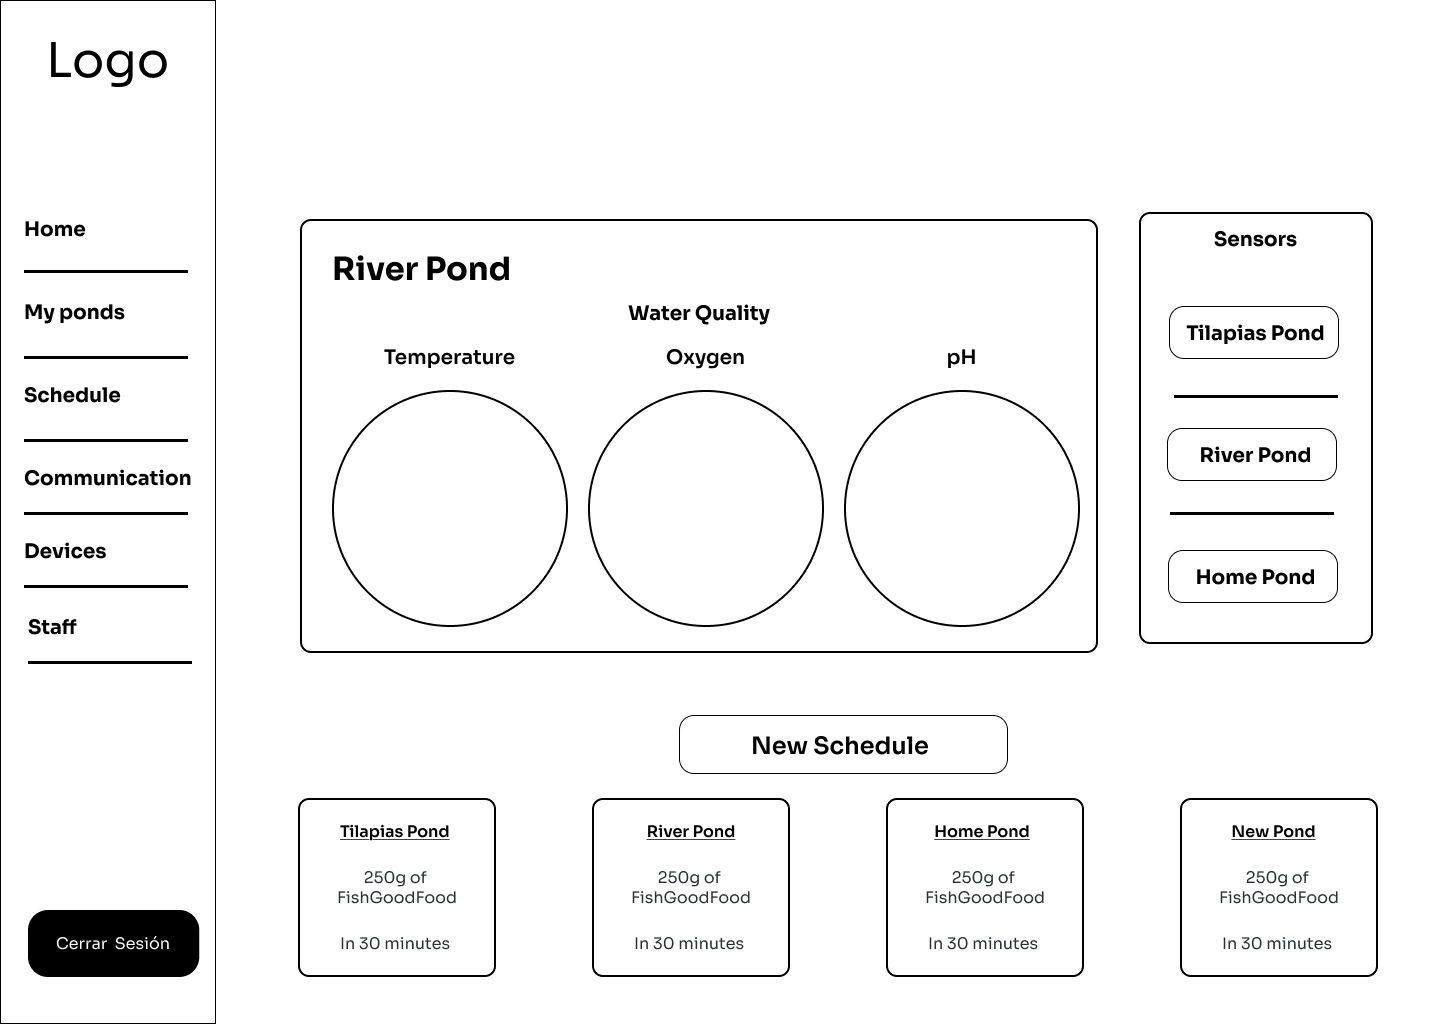 Logo
Home
My ponds
Schedule
Communication
Devices
Staff
Cerrar Sesión
River Pond
Water Quality
Temperature
Oxygen
pH
Sensors
Tilapias Pond
River Pond
Home Pond
New Schedule
Tilapias Pond
250g of
FishGoodFood
In 30 minutes
River Pond
250g of
FishGoodFood
In 30 minutes
Home Pond
250g of
FishGoodFood
In 30 minutes
New Pond
250g of
FishGoodFood
In 30 minutes